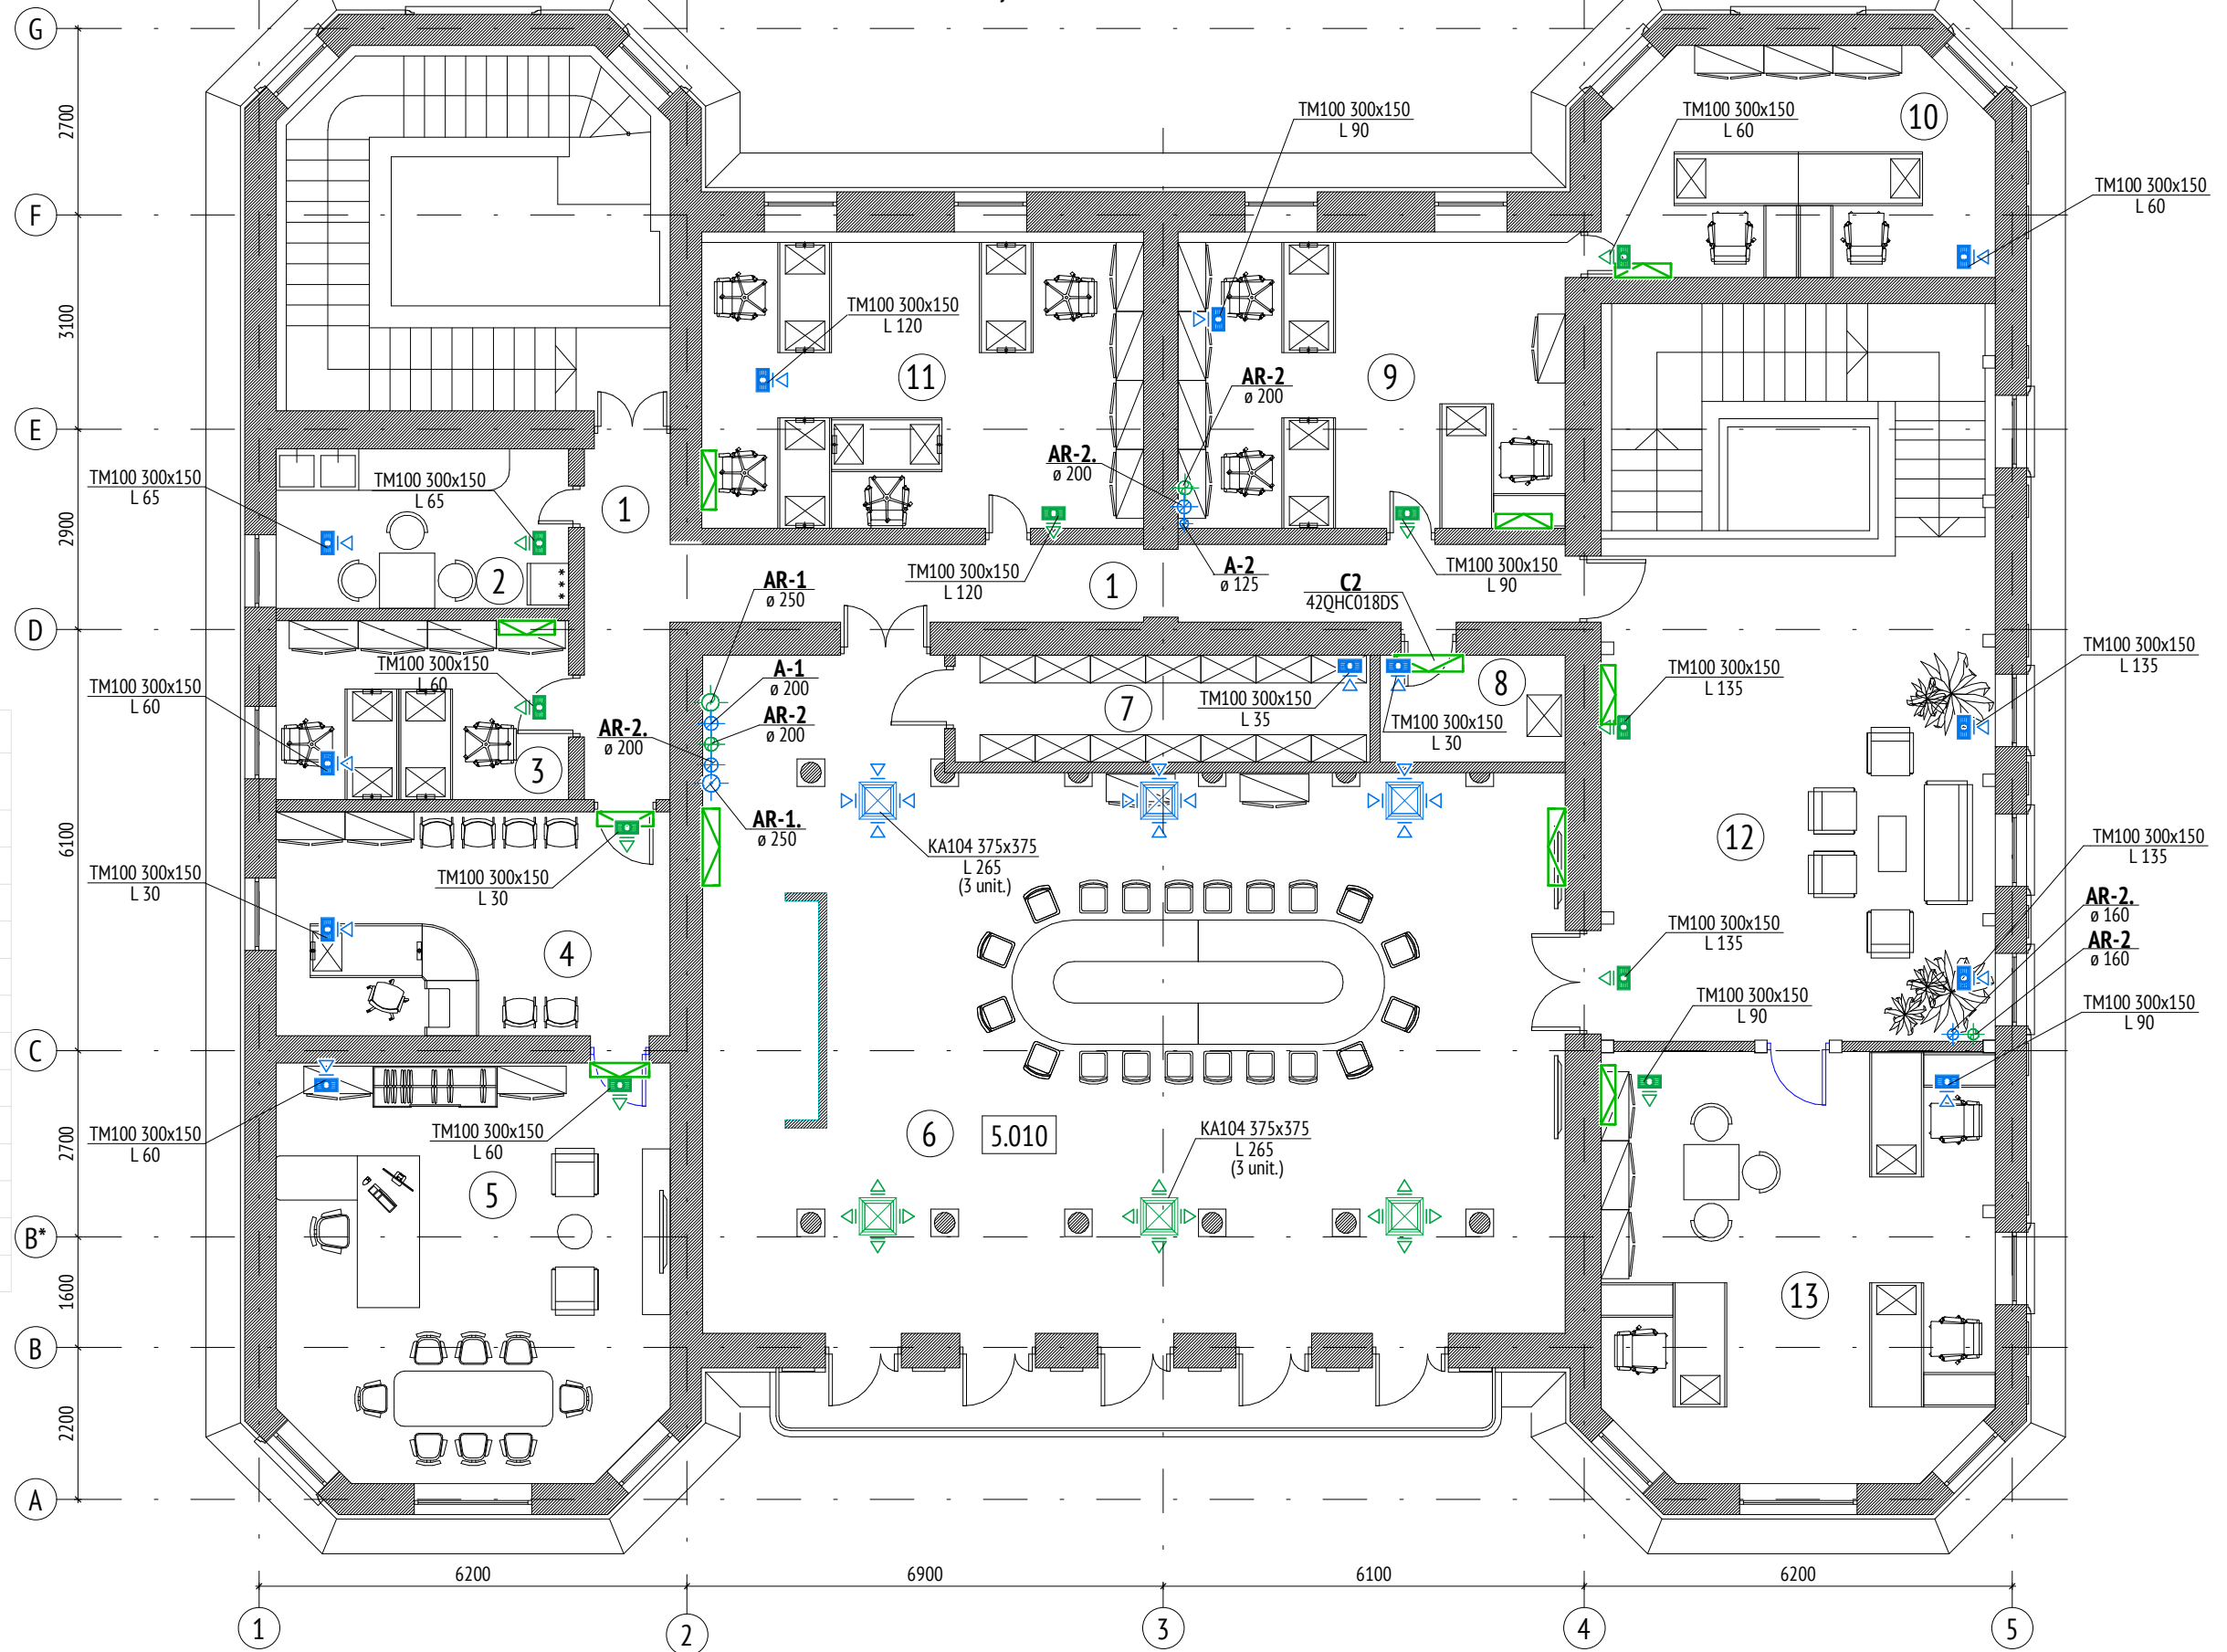 G
2700
TM100 300x150
L 90
TM100 300x150
L 60
10
F
TM100 300x150
L 60
3100
TM100 300x150
L 120
11
9
AR-2
ø 200
E
AR-2.
ø 200
TM100 300x150
L 65
TM100 300x150
L 65
1
2900
2
TM100 300x150
L 120
A-2
ø 125
TM100 300x150
L 90
AR-1
ø 250
1
C2
42QHC018DS
D
TM100 300x150
L 60
TM100 300x150
L 60
A-1
ø 200
AR-2
ø 200
AR-2.
ø 200
7
TM100 300x150
L 35
8
TM100 300x150
L 30
TM100 300x150
L 135
TM100 300x150
L 135
3
AR-1.
ø 250
6100
KA104 375x375
L 265
(3 unit.)
12
TM100 300x150
L 135
TM100 300x150
L 30
TM100 300x150
L 30
AR-2.
ø 160
AR-2
ø 160
TM100 300x150
L 135
4
TM100 300x150
L 90
TM100 300x150
L 90
C
TM100 300x150
L 60
TM100 300x150
L 60
6
5.010
KA104 375x375
L 265
(3 unit.)
2700
5
B*
13
1600
B
2200
A
6200
6900
6100
6200
1
2
3
4
5